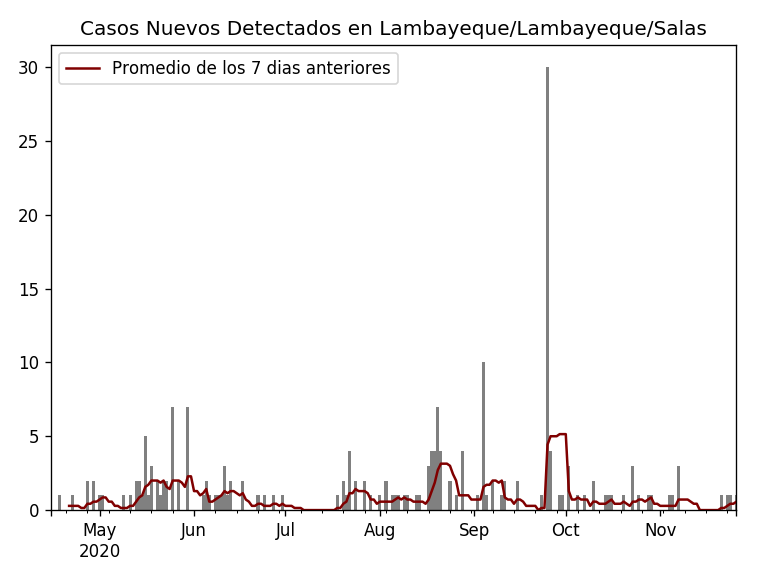 Casos Nuevos Detectados en Lambayeque/Lambayeque/Salas
Promedio de los 7 dias anteriores
30
25
20
15
10
5
0
May Jun Jul Aug Sep Oct Nov
2020